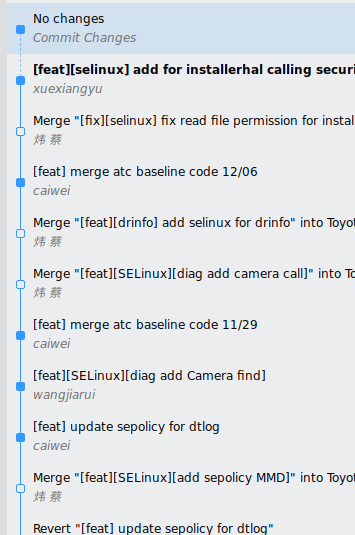 No changes
Commit Changes
[feat][selinux] add for installerhal calling securi
xuexiangyu
Merge "[fix][selinux] fix read file permission for instal
炜 蔡
[feat] merge atc baseline code 12/06
caiwei
Merge "[feat][drinfo] add selinux for drinfo" into Toyot
炜 蔡
Merge "[feat][SELinux][diag add camera call]" into To
炜 蔡
[feat] merge atc baseline code 11/29
caiwei
[feat][SELinux][diag add Camera find]
wangjiarui
[feat] update sepolicy for dtlog
caiwei
Merge "[feat][SELinux][add sepolicy MMD]" into Toyot
炜 蔡
Revert "[feat] update sepolicy for dtlog"